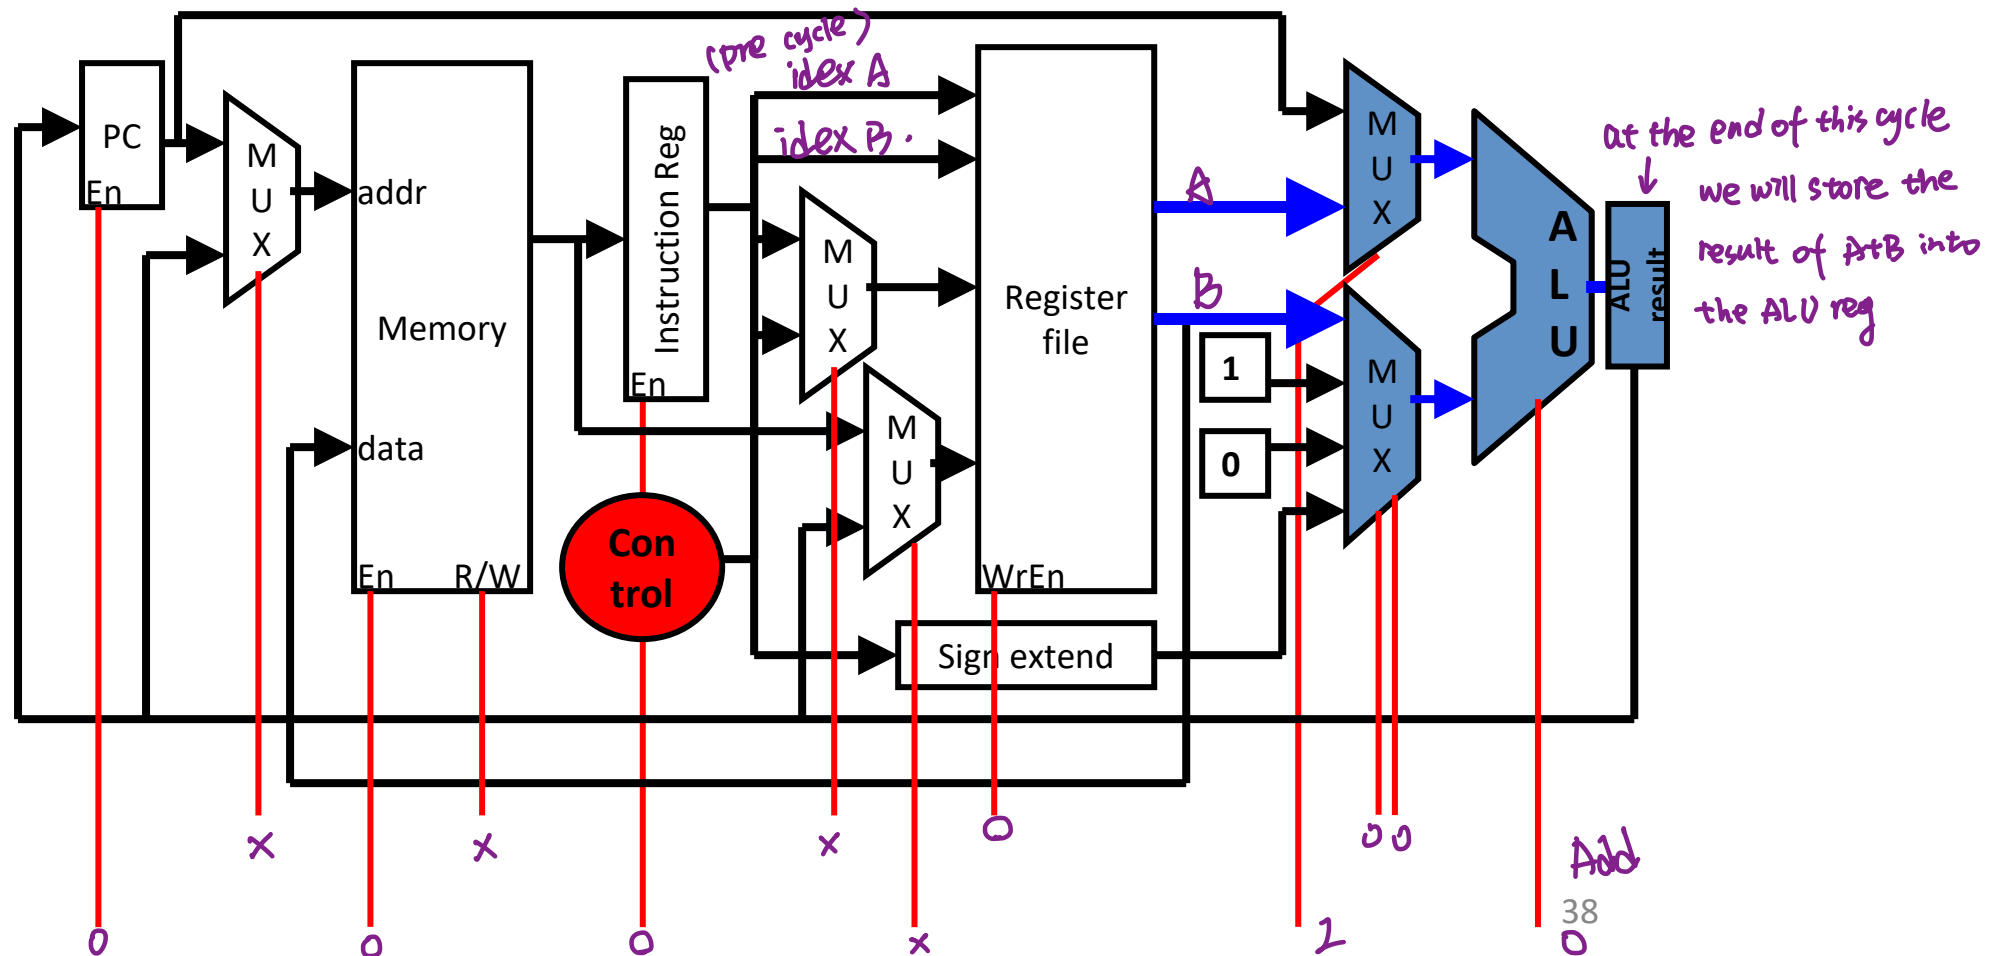 (pre cycle)
idex A
idex B.
PC
En
M
U
X
addr
Memory
data
En
R/W
Instruction Reg
En
Con
trol
M
U
X
M
U
X
Register
file
WrEn
Sign extend
A
B
1
0
M
U
X
M
U
X
A
L
U
ALU
result
at the end of this cycle
we will store the
result of A+B into
the ALU reg
x
x
x
0
0
0
Add
38
0
0
0
x
1
0